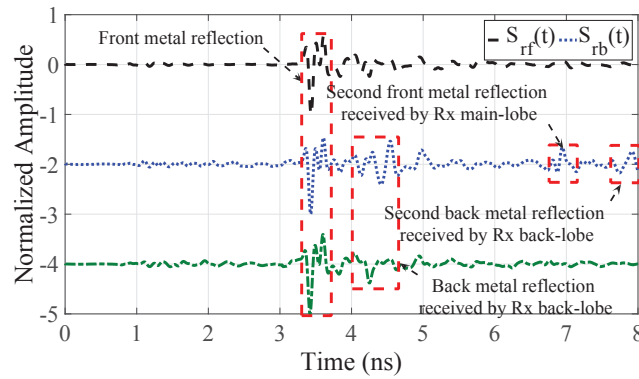 S_rf(t) S_rb(t)
Front metal reflection
Second front metal reflection
received by Rx main-lobe
Second back metal reflection
received by Rx back-lobe
Back metal reflection
received by Rx back-lobe
Normalized Amplitude
1
0
-1
-2
-3
-4
-5
0 1 2 3 4 5 6 7 8
Time (ns)